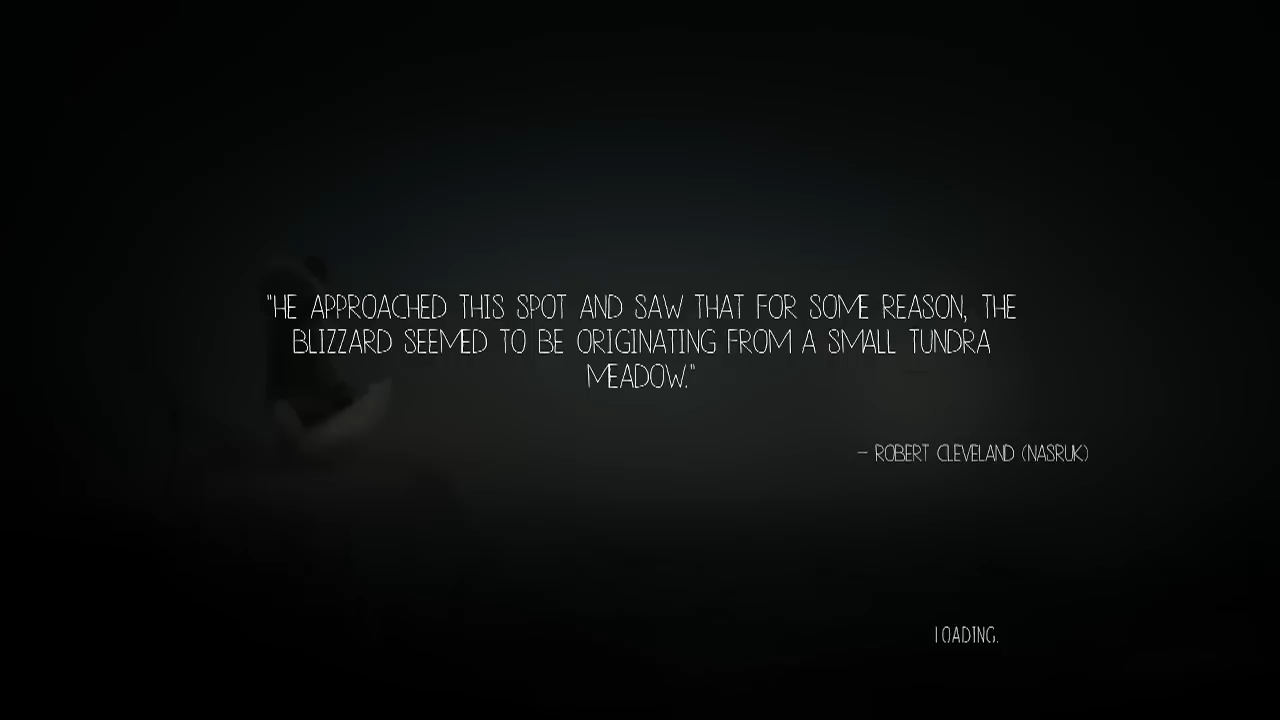 "HE APPROACHED THIS SPOT AND SAW THAT FOR SOME REASON, THE
BLIZZARD SEEMED TO BE ORIGINATING FROM A SMALL TUNDRA
MEADOW."
– ROBERT CLEVELAND (NASRUK)
LOADING.